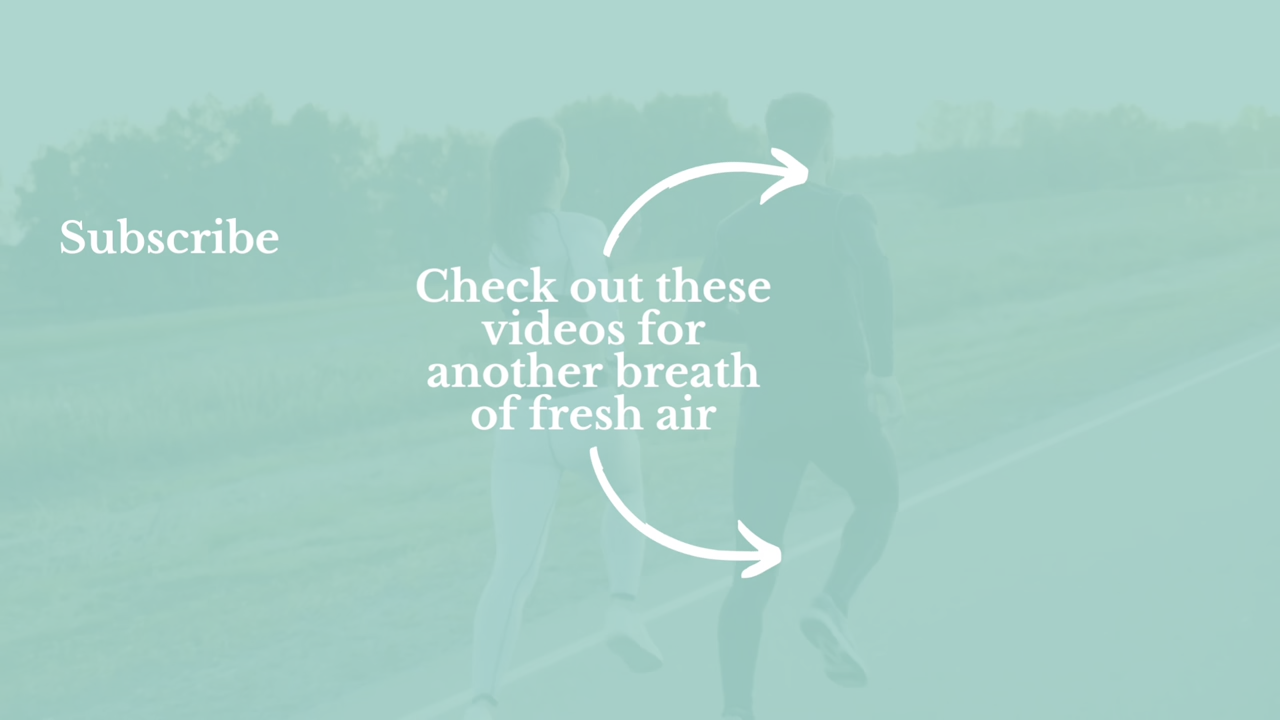 Subscribe
Check out these
videos for
another breath
of fresh air